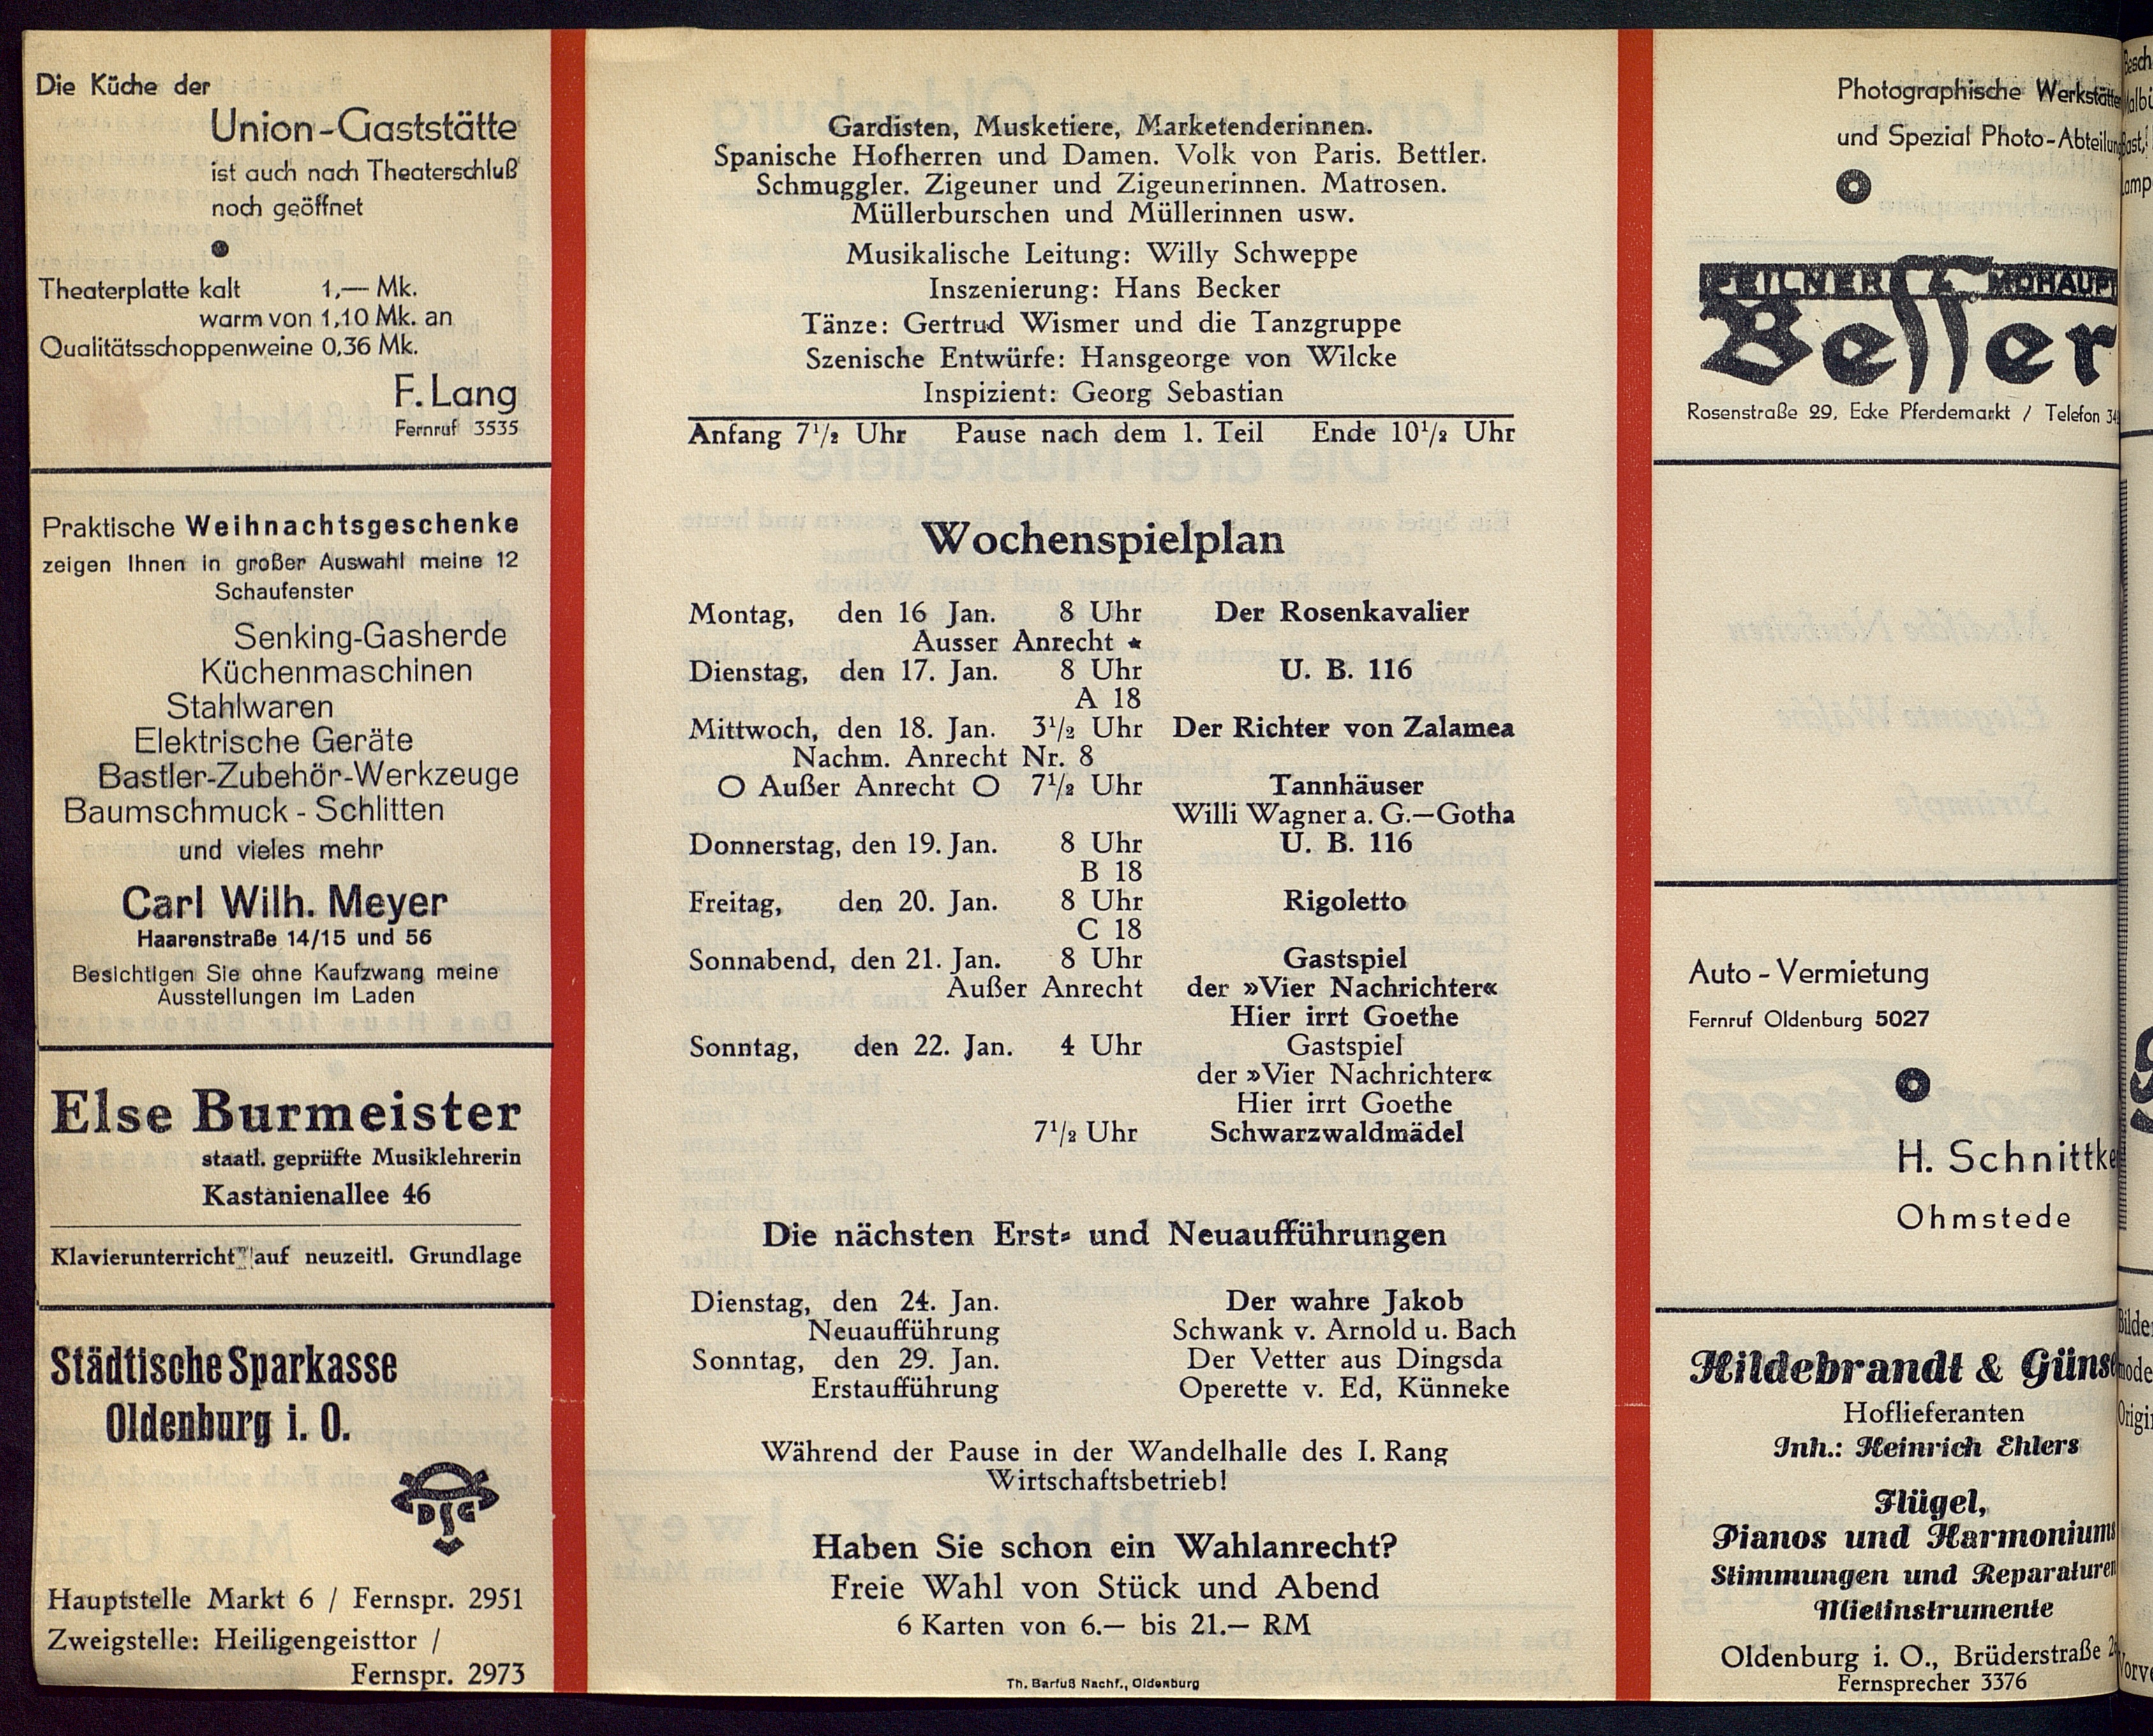 Die Küche der
Union-Gaststätte
ist auch nach Theaterschluß
noch geöffnet
Theaterplatte kalt 1,— Mk.
warm von 1,10 Mk. an
Qualitätsschoppenweine 0,36 Mk.
F. Lang
Fernruf 3535
Praktische Weihnachtsgeschenke
zeigen Ihnen in großer Auswahl meine 12
Schaufenster
Senking-Gasherde
Küchenmaschinen
Stahlwaren
Elektrische Geräte
Bastler-Zubehör-Werkzeuge
Baumschmuck - Schlitten
und vieles mehr
Carl Wilh. Meyer
Haarenstraße 14/15 und 56
Besichtigen Sie ohne Kaufzwang meine
Ausstellungen im Laden
Else Burmeister
staatl. geprüfte Musiklehrerin
Kastanienallee 46
Klavierunterricht auf neuzeitl. Grundlage
Städtische Sparkasse
Oldenburg i. O.
Hauptstelle Markt 6 / Fernspr. 2951
Zweigstelle: Heiligengeisttor /
Fernspr. 2973
Gardisten, Musketiere, Marketenderinnen.
Spanische Hofherren und Damen. Volk von Paris. Bettler.
Schmuggler. Zigeuner und Zigeunerinnen. Matrosen.
Müllerburschen und Müllerinnen usw.
Musikalische Leitung: Willy Schweppe
Inszenierung: Hans Becker
Tänze: Gertrud Wismer und die Tanzgruppe
Szenische Entwürfe: Hansgeorge von Wilcke
Inspizient: Georg Sebastian
Anfang 7½ Uhr Pause nach dem 1. Teil Ende 10½ Uhr
Wochenspielplan
Montag, den 16 Jan. 8 Uhr Der Rosenkavalier
Ausser Anrecht ★
Dienstag, den 17. Jan. 8 Uhr U. B. 116
A 18
Mittwoch, den 18. Jan. 3½ Uhr Der Richter von Zalamea
Nachm. Anrecht Nr. 8
O Außer Anrecht O 7½ Uhr Tannhäuser
Willi Wagner a. G.—Gotha
Donnerstag, den 19. Jan. 8 Uhr U. B. 116
B 18
Freitag, den 20. Jan. 8 Uhr Rigoletto
C 18
Sonnabend, den 21. Jan. 8 Uhr Gastspiel
Außer Anrecht der »Vier Nachrichter«
Hier irrt Goethe
Sonntag, den 22. Jan. 4 Uhr Gastspiel
der »Vier Nachrichter«
Hier irrt Goethe
7½ Uhr Schwarzwaldmädel
Die nächsten Erst- und Neuaufführungen
Dienstag, den 24. Jan. Der wahre Jakob
Neuaufführung Schwank v. Arnold u. Bach
Sonntag, den 29. Jan. Der Vetter aus Dingsda
Erstaufführung Operette v. Ed, Künneke
Während der Pause in der Wandelhalle des I. Rang
Wirtschaftsbetrieb!
Haben Sie schon ein Wahlanrecht?
Freie Wahl von Stück und Abend
6 Karten von 6.— bis 21.— RM
Th. Barfuß Nachf., Oldenburg
Photographische Werkstätten
und Spezial Photo-Abteilung
FEILNER & MOHAUPT
Besser
Rosenstraße 29, Ecke Pferdemarkt / Telefon
Auto - Vermietung
Fernruf Oldenburg 5027
H. Schnittke
Ohmstede
Hildebrandt &
Hoflieferanten
Inh.: Heinrich Ehlers
Flügel,
Pianos und Harmoniums
Stimmungen und Reparaturen
Mietinstrumente
Oldenburg i. O., Brüderstraße
Fernsprecher 3376